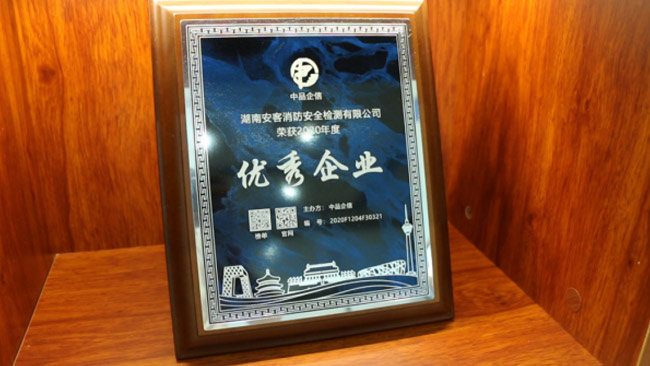 中品企信
湖南安客消防安全检测有限公司
荣获2020年度
优秀企业
主办方：中品企信
编 号：2020F1204F30321
榜单 官网